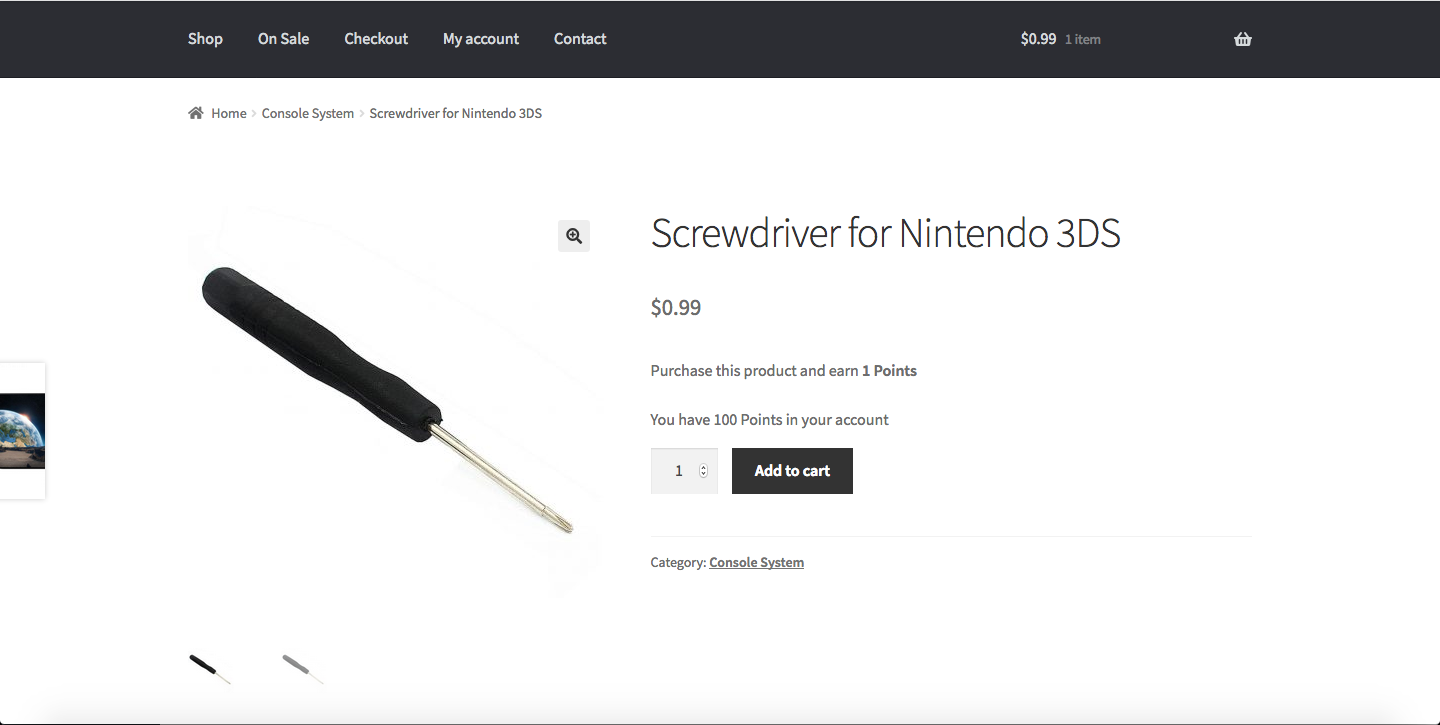 Shop On Sale Checkout My account Contact $0.99 1 item
Home Console System Screwdriver for Nintendo 3DS
Screwdriver for Nintendo 3DS
$0.99
Purchase this product and earn 1 Points
You have 100 Points in your account
1 Add to cart
Category: Console System